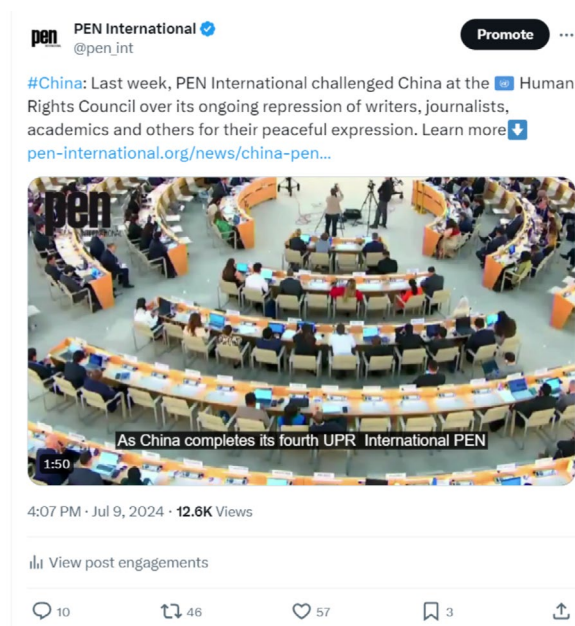 pen
PEN International
@pen_int
Promote
#China: Last week, PEN International challenged China at the Human
Rights Council over its ongoing repression of writers, journalists,
academics and others for their peaceful expression. Learn more
pen-international.org/news/china-pen...
pen
INTERNATIONAL
As China completes its fourth UPR International PEN
1:50
4:07 PM · Jul 9, 2024 · 12.6K Views
View post engagements
10
46
57
3